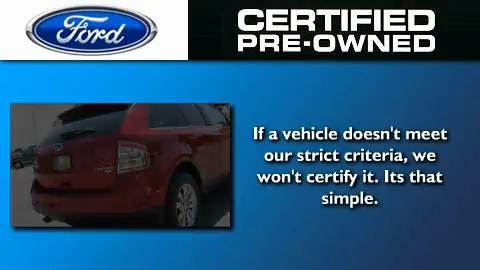 Ford
CERTIFIED
PRE-OWNED
If a vehicle doesn't meet
our strict criteria, we
won't certify it. Its that
simple.